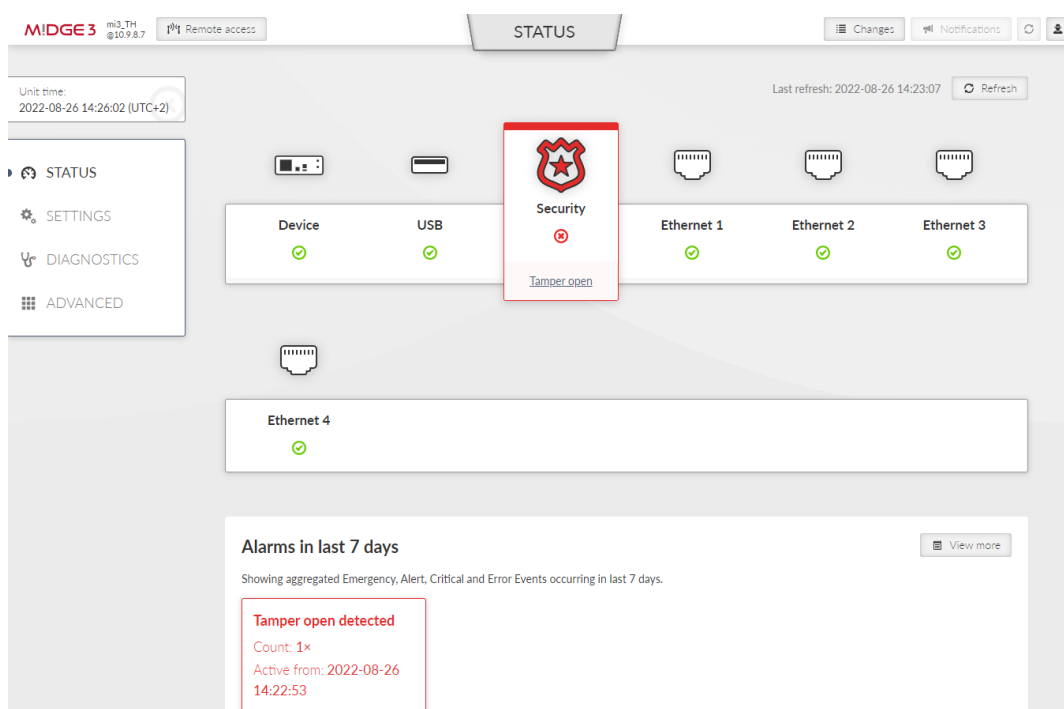 M!DGE 3 mi3_TH @10.9.8.7 Remote access STATUS Changes Notifications
Unit time:
2022-08-26 14:26:02 (UTC+2)
Last refresh: 2022-08-26 14:23:07 Refresh
STATUS
SETTINGS
DIAGNOSTICS
ADVANCED
Device USB Security Ethernet 1 Ethernet 2 Ethernet 3
Tamper open
Ethernet 4
Alarms in last 7 days View more
Showing aggregated Emergency, Alert, Critical and Error Events occurring in last 7 days.
Tamper open detected
Count: 1×
Active from: 2022-08-26
14:22:53